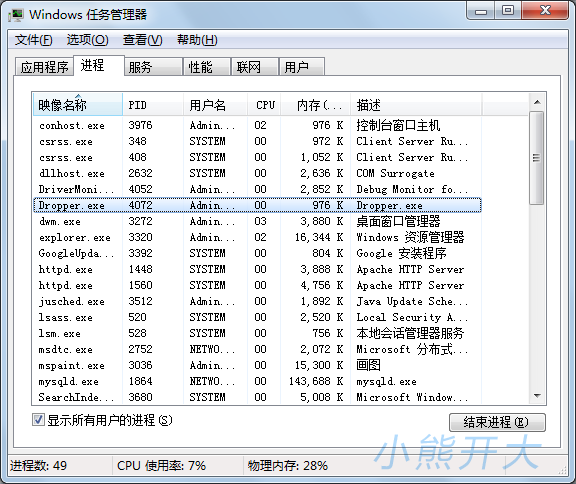 Windows 任务管理器
文件(F) 选项(O) 查看(V) 帮助(H)
应用程序 进程 服务 性能 联网 用户
映像名称 PID 用户名 CPU 内存(... 描述
conhost.exe 3976 Admin... 02 976 K 控制台窗口主机
csrss.exe 348 SYSTEM 00 972 K Client Server Ru...
csrss.exe 408 SYSTEM 00 1,052 K Client Server Ru...
dllhost.exe 2632 SYSTEM 00 2,636 K COM Surrogate
DriverMoni... 4052 Admin... 00 2,852 K Debug Monitor fo...
Dropper.exe 4072 Admin... 00 976 K Dropper.exe
dwm.exe 3272 Admin... 03 3,880 K 桌面窗口管理器
explorer.exe 3320 Admin... 02 16,344 K Windows 资源管理器
GoogleUpda... 3392 SYSTEM 00 804 K Google 安装程序
httpd.exe 1448 SYSTEM 00 3,888 K Apache HTTP Server
httpd.exe 1560 SYSTEM 00 4,756 K Apache HTTP Server
jusched.exe 3512 Admin... 00 1,892 K Java Update Sche...
lsass.exe 520 SYSTEM 00 2,520 K Local Security A...
lsm.exe 528 SYSTEM 00 756 K 本地会话管理器服务
msdtc.exe 2752 NETWO... 00 2,072 K Microsoft 分布式...
mspaint.exe 3036 Admin... 00 15,300 K 画图
mysqld.exe 1864 NETWO... 00 143,688 K mysqld.exe
SearchInde... 3680 SYSTEM 00 5,008 K Microsoft Window...
显示所有用户的进程(S) 结束进程(E)
小熊开大
进程数: 49 CPU 使用率: 7% 物理内存: 28%